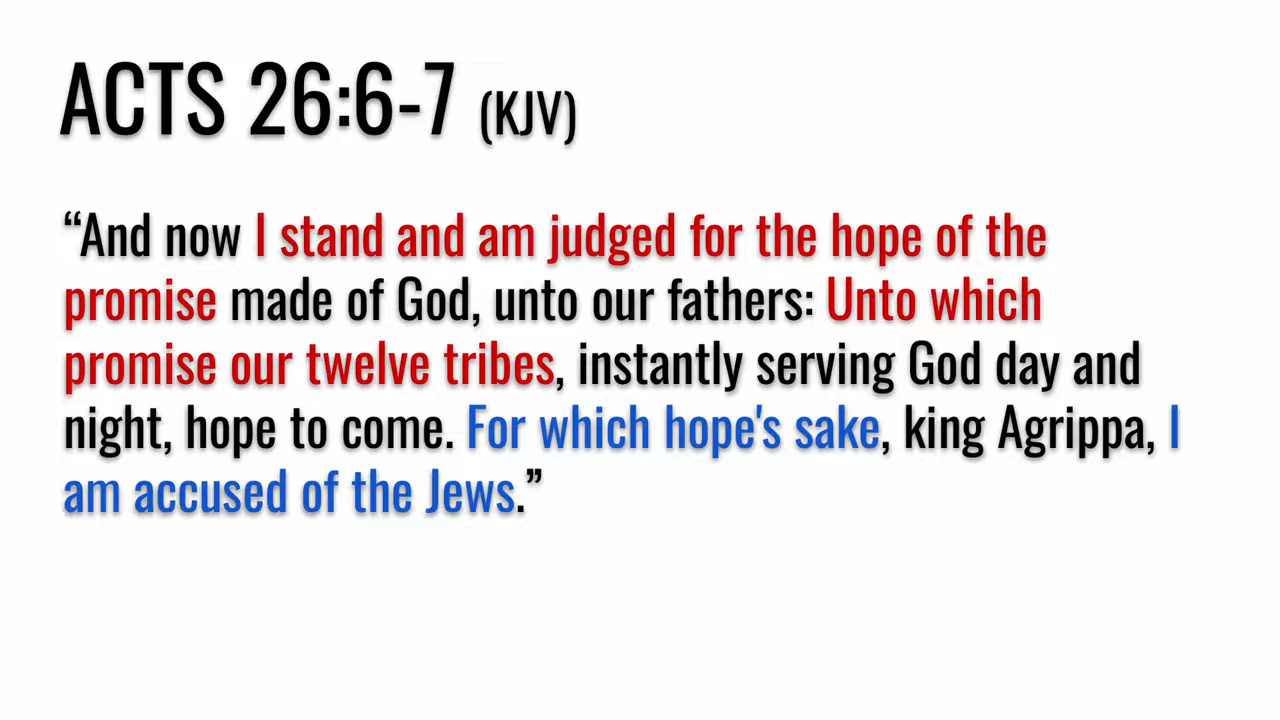 ACTS 26:6-7 (KJV)
“And now I stand and am judged for the hope of the
promise made of God, unto our fathers: Unto which
promise our twelve tribes, instantly serving God day and
night, hope to come. For which hope's sake, king Agrippa, I
am accused of the Jews.”